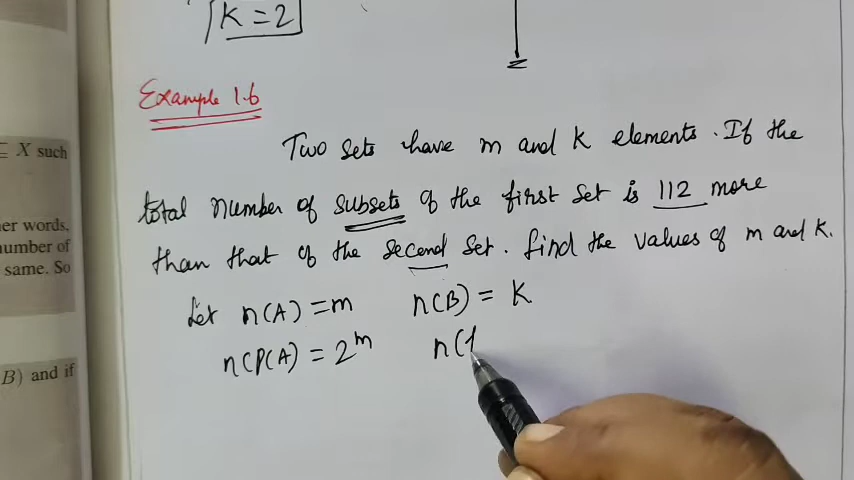 K = 2
Example 1.6
⊆ X such
Two sets have m and k elements. If the
total number of subsets of the first set is 112 more
er words,
number of
than that of the second set. find the values of m and k.
same. So
Let n(A) = m n(B) = K
n(P(A) = 2^m n(
B) and if